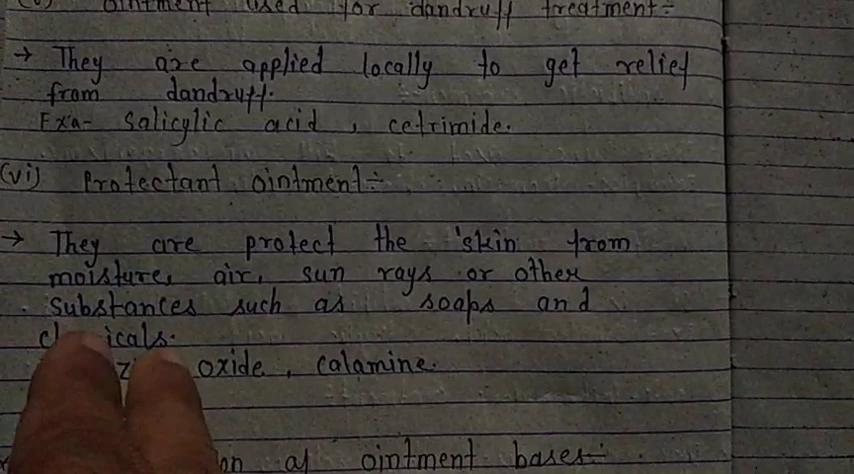 ointment used for dandruff treatment÷
→ They are applied locally to get relief
from dandruff.
Exa- Salicylic acid , cetrimide.
(vi) Protectant ointment÷
→ They are protect the skin from
moisture, air, sun rays or other
substances such as soaps and
oxide , calamine.
of ointment bases÷